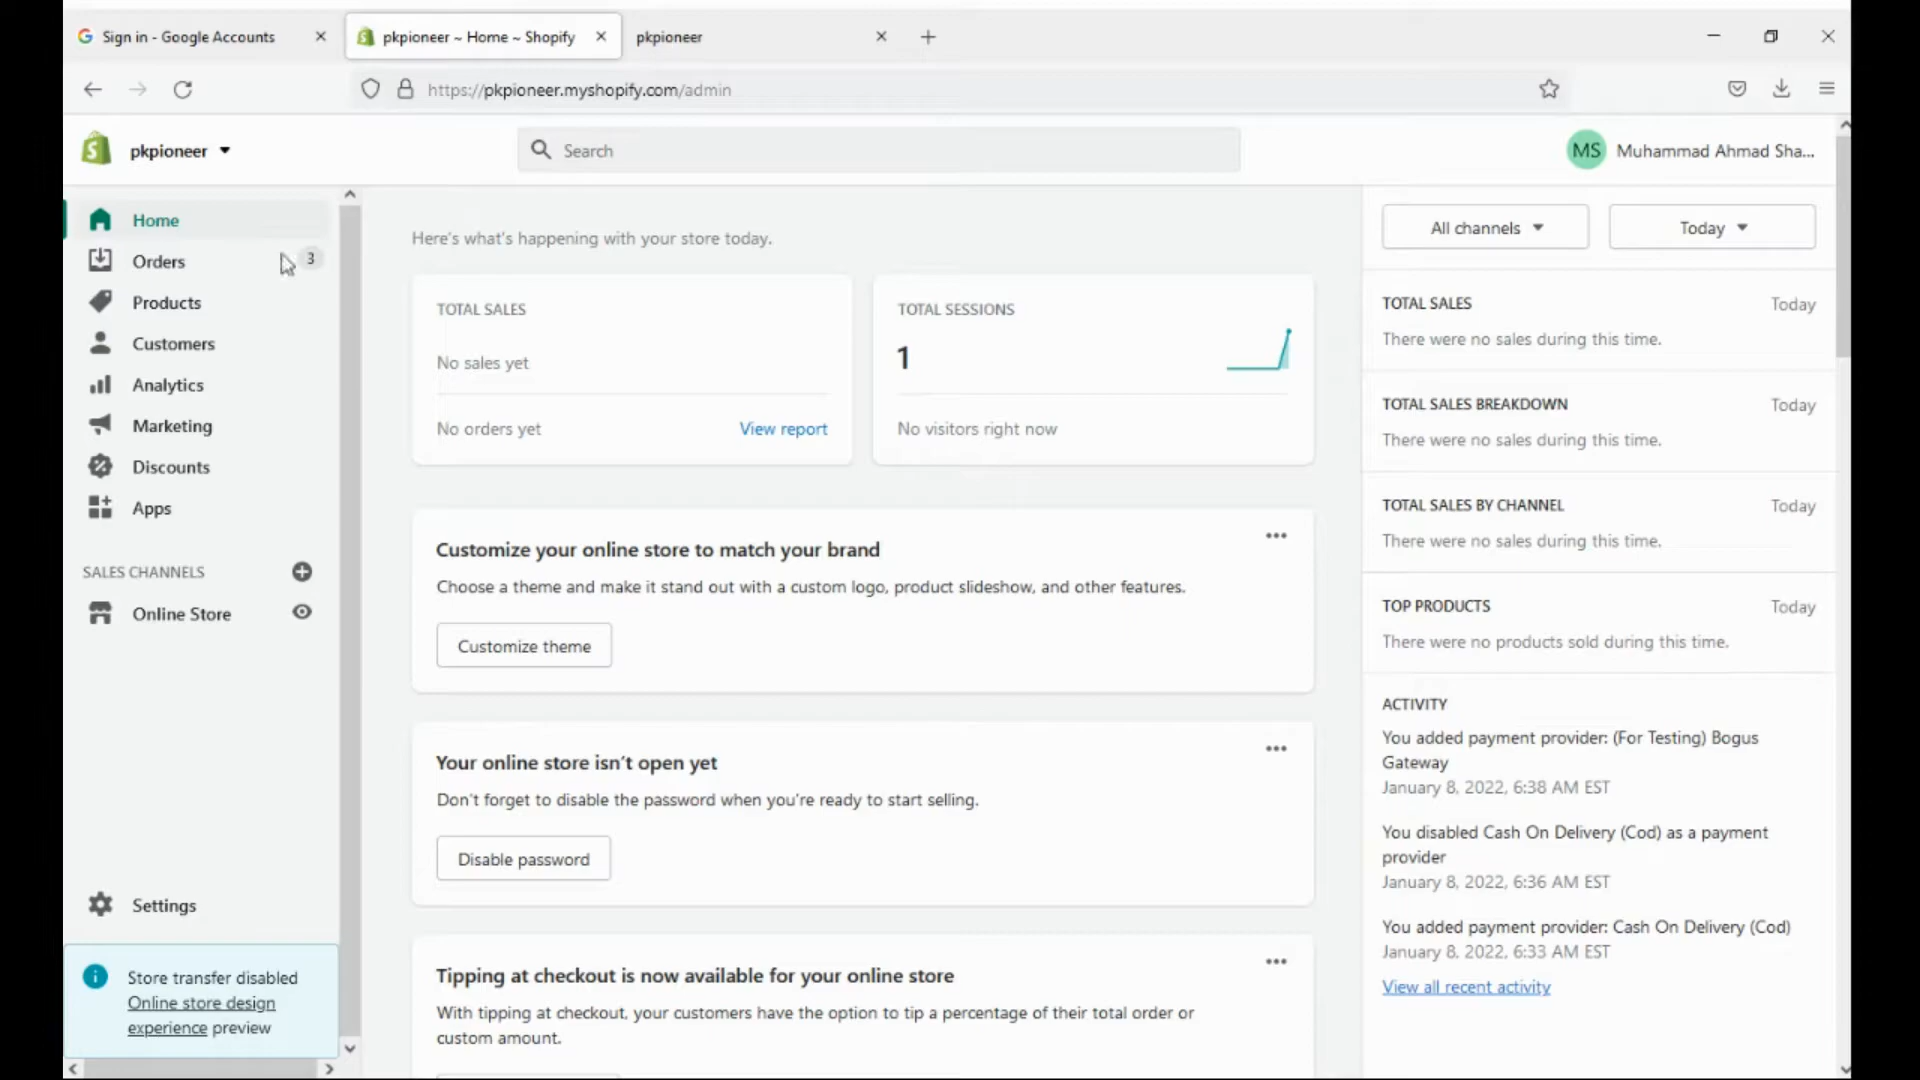 Sign in - Google Accounts
pkpioneer ~ Home ~ Shopify
pkpioneer
https://pkpioneer.myshopify.com/admin
pkpioneer
Search
MS
Muhammad Ahmad Sha...
Home
Orders
3
Products
Customers
Analytics
Marketing
Discounts
Apps
SALES CHANNELS
Online Store
Settings
Store transfer disabled
Online store design
experience preview
Here's what's happening with your store today.
TOTAL SALES
No sales yet
No orders yet
View report
TOTAL SESSIONS
1
No visitors right now
Customize your online store to match your brand
Choose a theme and make it stand out with a custom logo, product slideshow, and other features.
Customize theme
Your online store isn't open yet
Don't forget to disable the password when you're ready to start selling.
Disable password
Tipping at checkout is now available for your online store
With tipping at checkout, your customers have the option to tip a percentage of their total order or
custom amount.
All channels
Today
TOTAL SALES
Today
There were no sales during this time.
TOTAL SALES BREAKDOWN
Today
There were no sales during this time.
TOTAL SALES BY CHANNEL
Today
There were no sales during this time.
TOP PRODUCTS
Today
There were no products sold during this time.
ACTIVITY
You added payment provider: (For Testing) Bogus
Gateway
January 8, 2022, 6:38 AM EST
You disabled Cash On Delivery (Cod) as a payment
provider
January 8, 2022, 6:36 AM EST
You added payment provider: Cash On Delivery (Cod)
January 8, 2022, 6:33 AM EST
View all recent activity